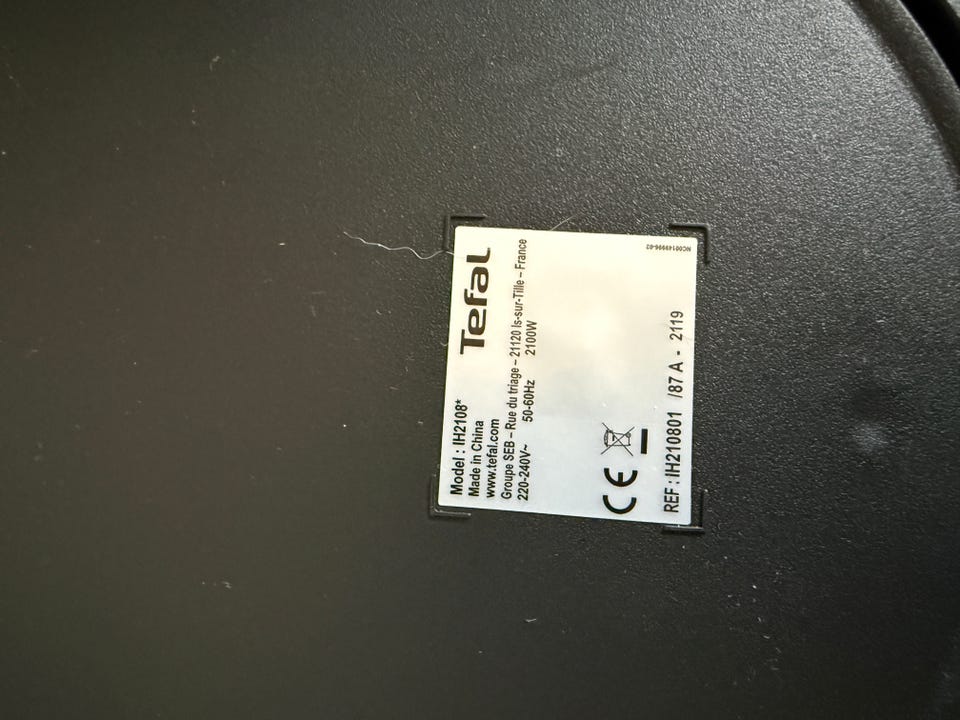 Tefal
Model : IH2108*
Made in China
www.tefal.com
Groupe SEB – Rue du triage – 21120 Is-sur-Tille – France
220-240V~ 50-60Hz 2100W
CE
REF : IH210801 /87 A - 2119
NC00149996-02